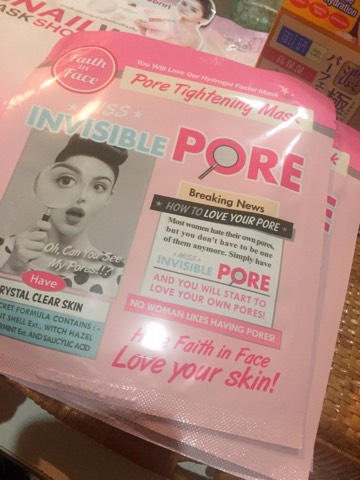 MASK SHO
Faith
in
Face
You Will Love Our Hydrogel Facial Mask
Pore Tightening Mask
MISS
INVISIBLE PORE
Breaking News
HOW TO LOVE YOUR PORE
Most women hate their own pores,
but you don't have to be one
of them anymore. Simply have
MISS
INVISIBLE PORE
AND YOU WILL START TO
LOVE YOUR OWN PORES!
NO WOMAN LIKES HAVING PORES!
Oh, Can You See
My Pores!?
Have
RYSTAL CLEAR SKIN
CRET FORMULA CONTAINS:
UT SHELL Ext., WITCH HAZEL
RMINT Ext. AND SALICYLIC ACID
Have Faith in Face
Love your skin!